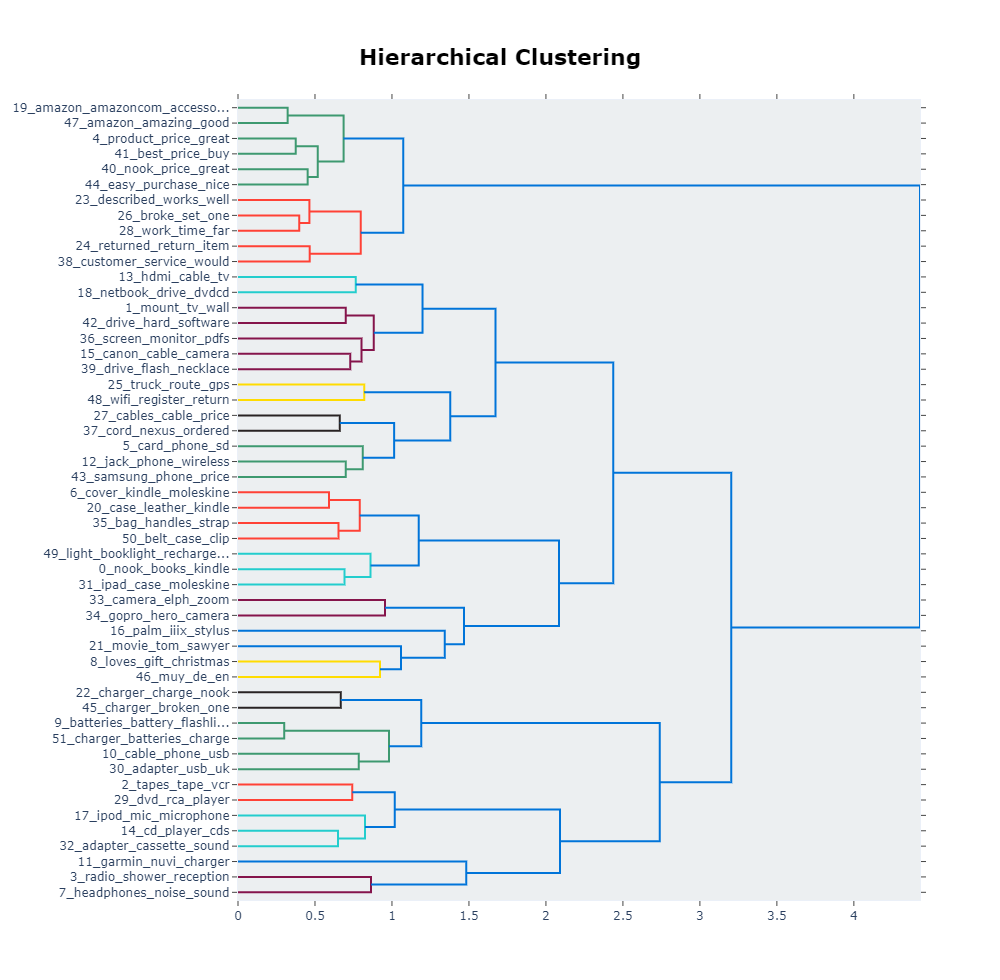 Hierarchical Clustering
19_amazon_amazoncom_accesso...
47_amazon_amazing_good
4_product_price_great
41_best_price_buy
40_nook_price_great
44_easy_purchase_nice
23_described_works_well
26_broke_set_one
28_work_time_far
24_returned_return_item
38_customer_service_would
13_hdmi_cable_tv
18_netbook_drive_dvdcd
1_mount_tv_wall
42_drive_hard_software
36_screen_monitor_pdfs
15_canon_cable_camera
39_drive_flash_necklace
25_truck_route_gps
48_wifi_register_return
27_cables_cable_price
37_cord_nexus_ordered
5_card_phone_sd
12_jack_phone_wireless
43_samsung_phone_price
6_cover_kindle_moleskine
20_case_leather_kindle
35_bag_handles_strap
50_belt_case_clip
49_light_booklight_recharge...
0_nook_books_kindle
31_ipad_case_moleskine
33_camera_elph_zoom
34_gopro_hero_camera
16_palm_iiix_stylus
21_movie_tom_sawyer
8_loves_gift_christmas
46_muy_de_en
22_charger_charge_nook
45_charger_broken_one
9_batteries_battery_flashli...
51_charger_batteries_charge
10_cable_phone_usb
30_adapter_usb_uk
2_tapes_tape_vcr
29_dvd_rca_player
17_ipod_mic_microphone
14_cd_player_cds
32_adapter_cassette_sound
11_garmin_nuvi_charger
3_radio_shower_reception
7_headphones_noise_sound
0 0.5 1 1.5 2 2.5 3 3.5 4